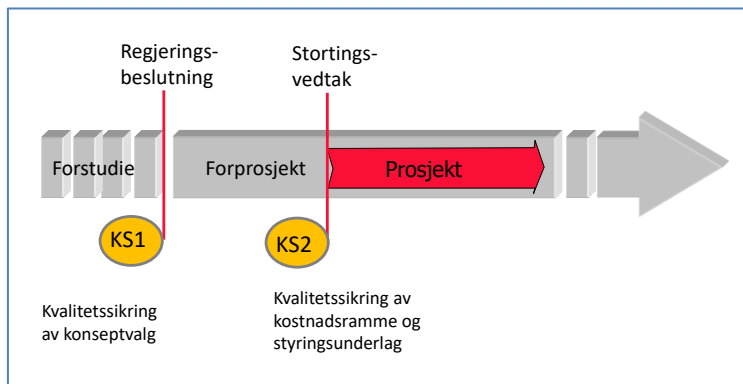 Regjerings-
beslutning
Stortings-
vedtak
Forstudie
Forprosjekt
Prosjekt
KS1
KS2
Kvalitetssikring
av konseptvalg
Kvalitetssikring av
kostnadsramme og
styringsunderlag